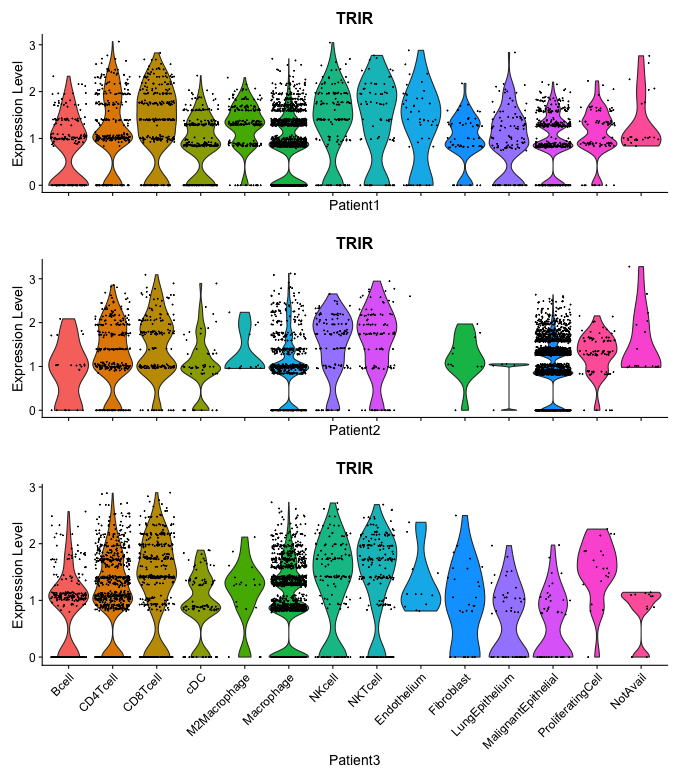 TRIR
Expression Level
3
2
1
0
Patient1
TRIR
Expression Level
3
2
1
0
Patient2
TRIR
Expression Level
3
2
1
0
Bcell
CD4Tcell
CD8Tcell
cDC
M2Macrophage
Macrophage
NKcell
NKTcell
Endothelium
Fibroblast
LungEpithelium
MalignantEpithelial
ProliferatingCell
NotAvail
Patient3